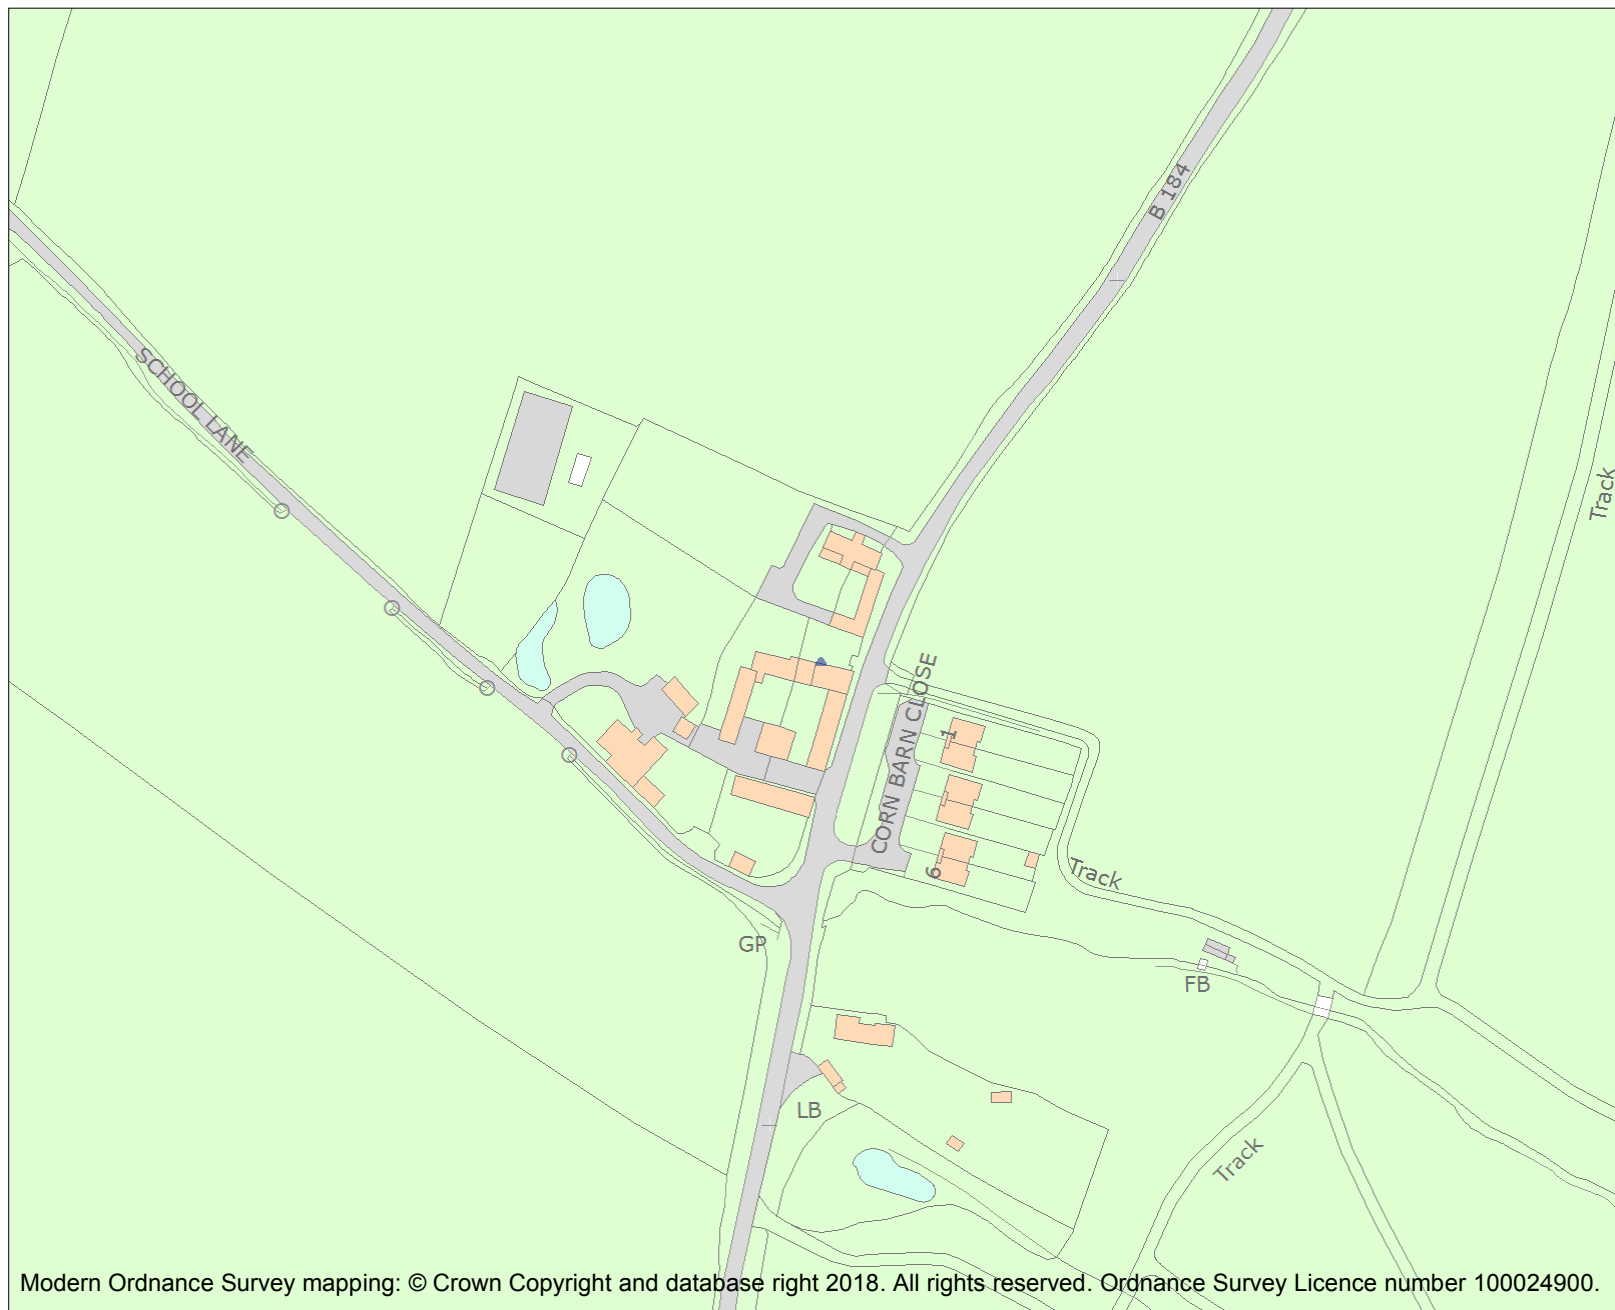 B 184
SCHOOL LANE
Track
CORN BARN CLOSE
1
6
Track
GP
FB
LB
Track
Modern Ordnance Survey mapping: © Crown Copyright and database right 2018. All rights reserved. Ordnance Survey Licence number 100024900.